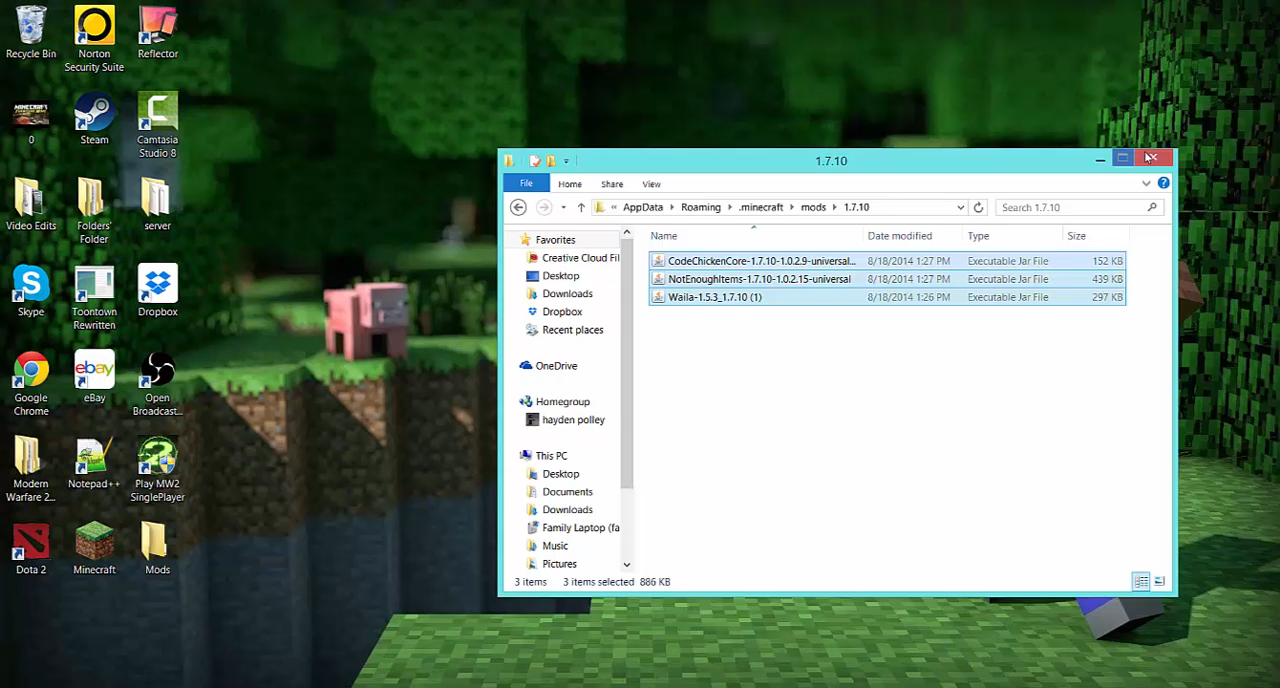 Recycle Bin
Norton Security Suite
Reflector
MINECRAFT
0
Steam
Camtasia Studio 8
Video Edits
Folders' Folder
server
Skype
Toontown Rewritten
Dropbox
Google Chrome
ebay
eBay
Open Broadcast...
Modern Warfare 2...
Notepad++
Play MW2 SinglePlayer
Dota 2
Minecraft
Mods
1.7.10
File Home Share View
« AppData Roaming .minecraft mods 1.7.10
Search 1.7.10
Name Date modified Type Size
CodeChickenCore-1.7.10-1.0.2.9-universal... 8/18/2014 1:27 PM Executable Jar File 152 KB
NotEnoughItems-1.7.10-1.0.2.15-universal 8/18/2014 1:27 PM Executable Jar File 439 KB
Waila-1.5.3_1.7.10 (1) 8/18/2014 1:26 PM Executable Jar File 297 KB
Favorites
Creative Cloud Fil
Desktop
Downloads
Dropbox
Recent places
OneDrive
Homegroup
hayden polley
This PC
Desktop
Documents
Downloads
Family Laptop (fa
Music
Pictures
3 items 3 items selected 886 KB